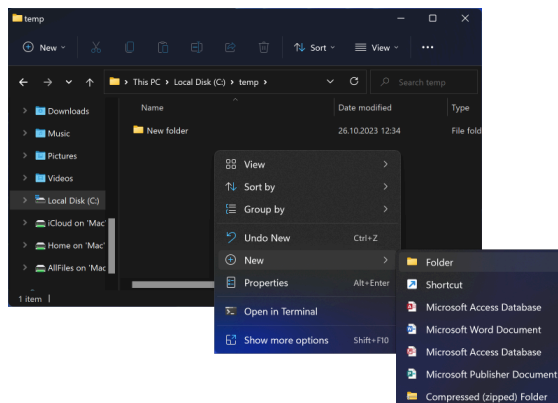 temp
New
Sort
View
This PC > Local Disk (C:) > temp >
Search temp
Downloads
Music
Pictures
Videos
Local Disk (C:)
iCloud on 'Mac'
Home on 'Mac'
AllFiles on 'Mac
Name Date modified Type
New folder 26.10.2023 12:34 File fold
1 item
View
Sort by
Group by
Undo New Ctrl+Z
New
Properties Alt+Enter
Open in Terminal
Show more options Shift+F10
Folder
Shortcut
Microsoft Access Database
Microsoft Word Document
Microsoft Access Database
Microsoft Publisher Document
Compressed (zipped) Folder